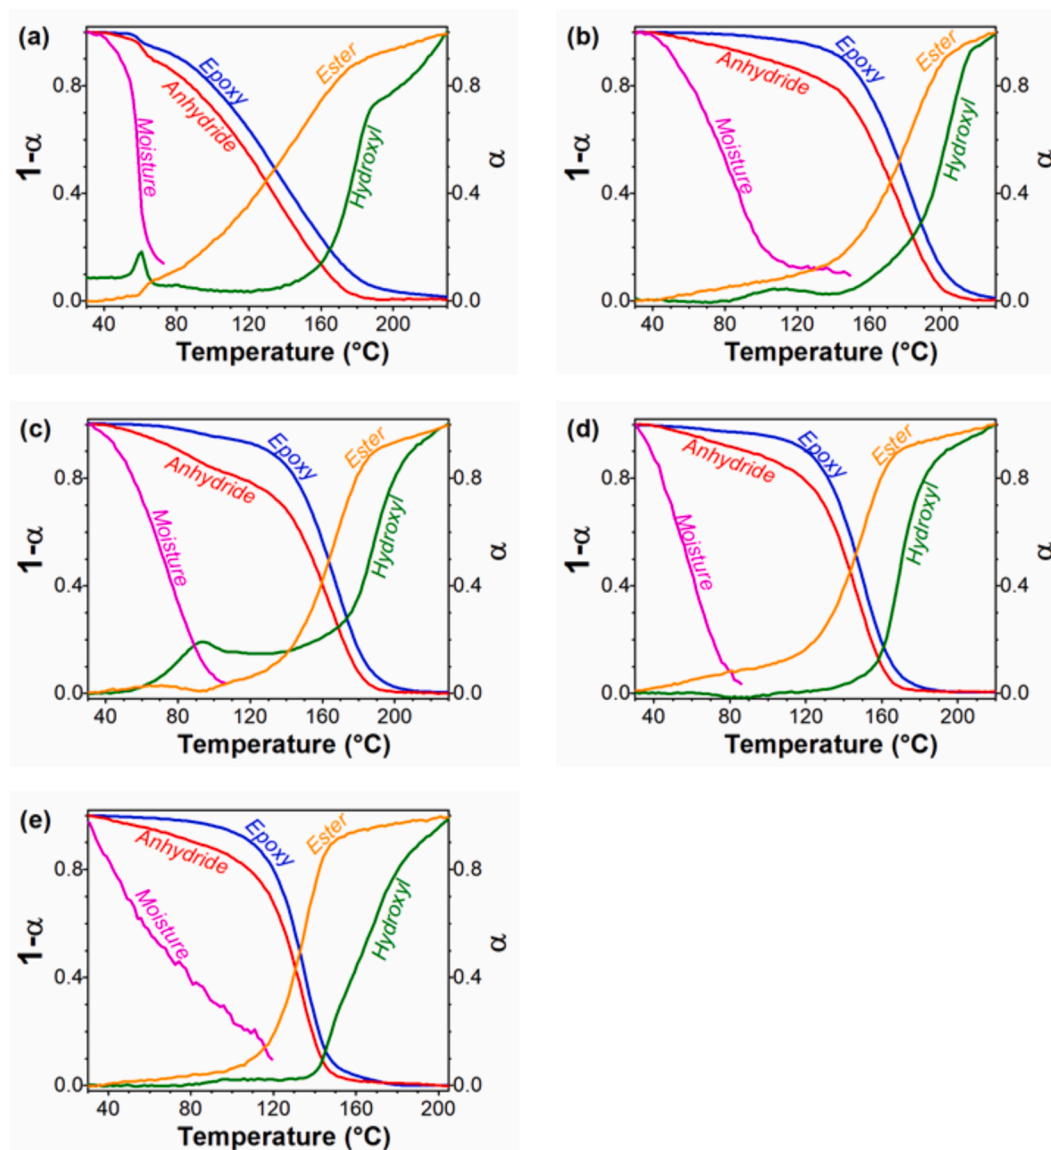 (a)
Epoxy
Anhydride
Moisture
Ester
Hydroxyl
0.8
0.4
0.0
1-α
0.8
0.4
0.0
α
40 80 120 160 200
Temperature (°C)
(b)
Epoxy
Anhydride
Moisture
Ester
Hydroxyl
0.8
0.4
0.0
1-α
0.8
0.4
0.0
α
40 80 120 160 200
Temperature (°C)
(c)
Epoxy
Anhydride
Moisture
Ester
Hydroxyl
0.8
0.4
0.0
1-α
0.8
0.4
0.0
α
40 80 120 160 200
Temperature (°C)
(d)
Epoxy
Anhydride
Moisture
Ester
Hydroxyl
0.8
0.4
0.0
1-α
0.8
0.4
0.0
α
40 80 120 160 200
Temperature (°C)
(e)
Epoxy
Anhydride
Moisture
Ester
Hydroxyl
0.8
0.4
0.0
1-α
0.8
0.4
0.0
α
40 80 120 160 200
Temperature (°C)